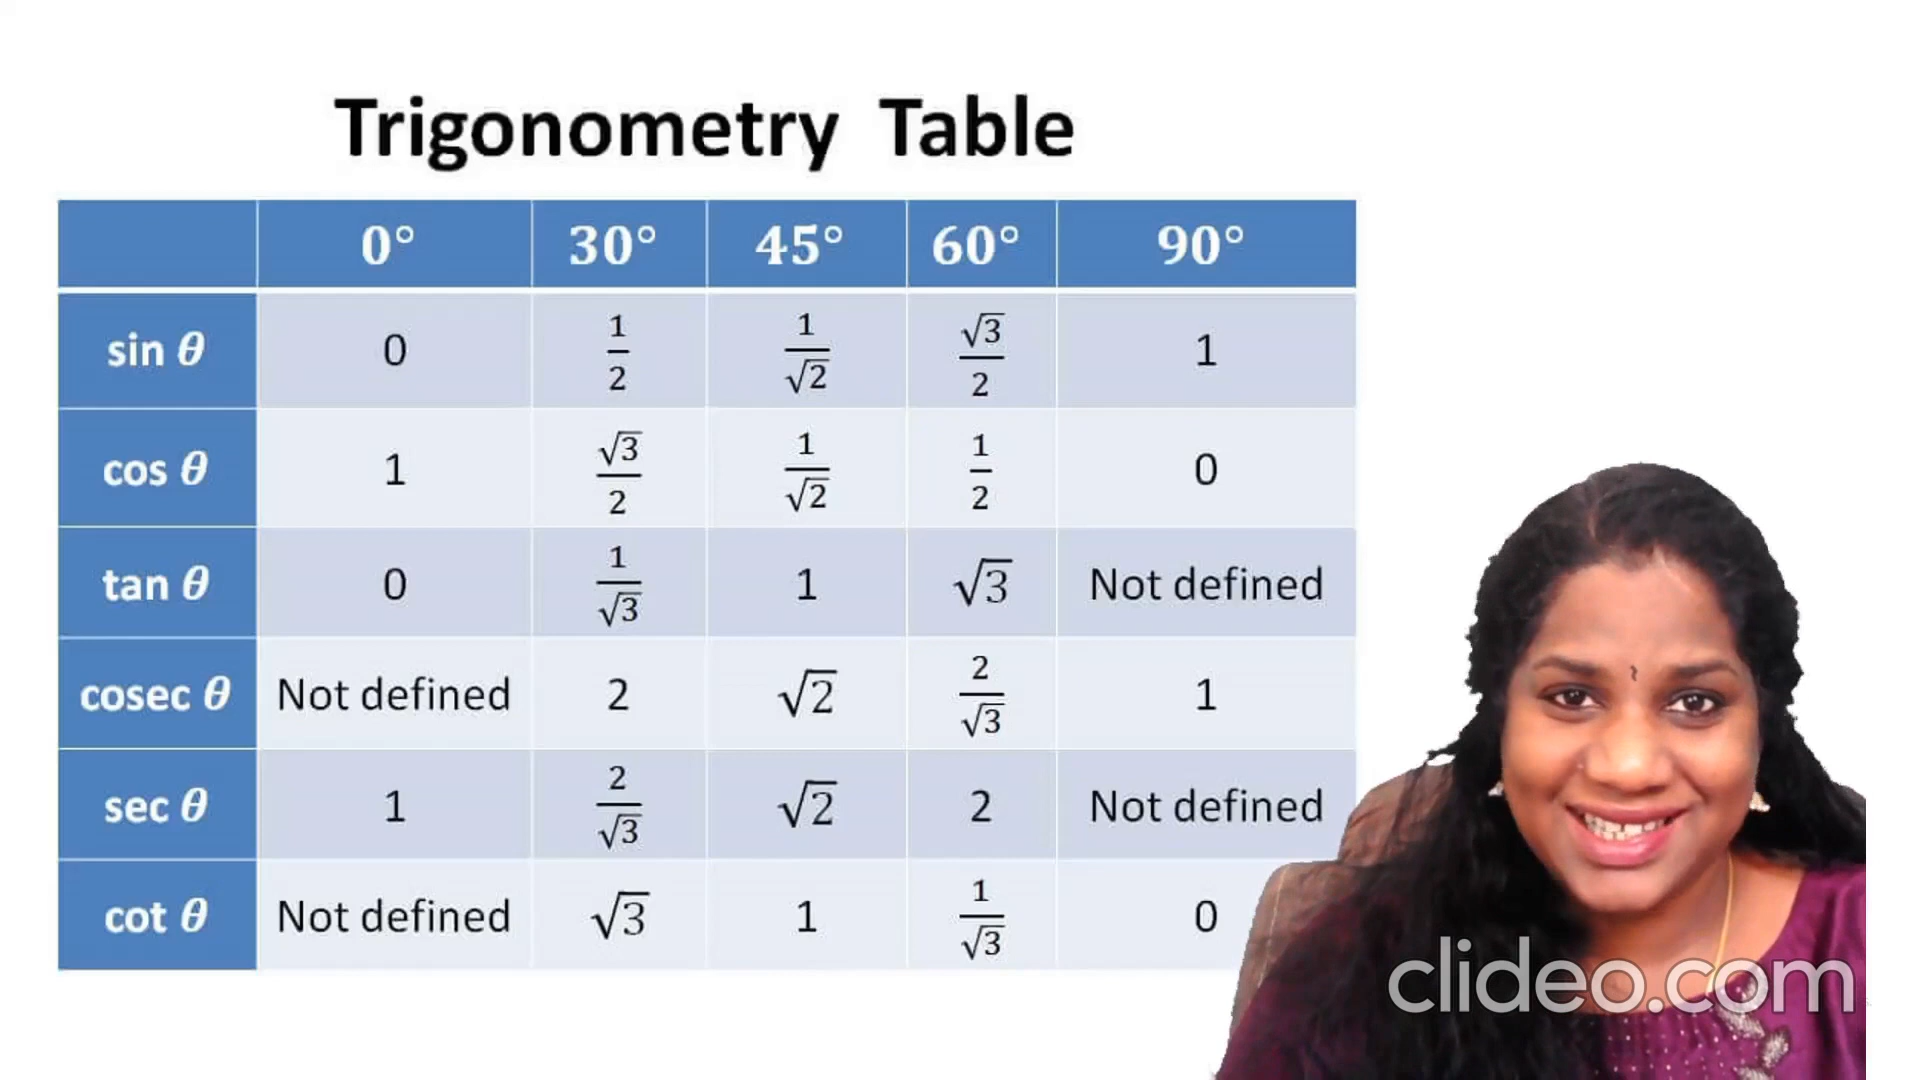 Trigonometry Table
0° 30° 45° 60° 90°
sin θ 0 1/2 1/√2 √3/2 1
cos θ 1 √3/2 1/√2 1/2 0
tan θ 0 1/√3 1 √3 Not defined
cosec θ Not defined 2 √2 2/√3 1
sec θ 1 2/√3 √2 2 Not defined
cot θ Not defined √3 1 1/√3 0
clideo.com